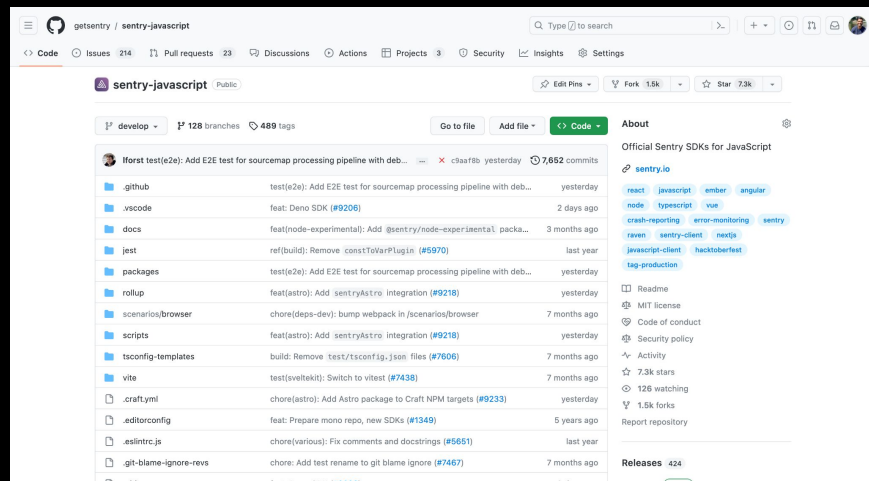 getsentry / sentry-javascript
Type / to search
Code Issues 214 Pull requests 23 Discussions Actions Projects 3 Security Insights Settings
sentry-javascript Public
Edit Pins Fork 1.5k Star 7.3k
develop 128 branches 489 tags Go to file Add file Code
lforst test(e2e): Add E2E test for sourcemap processing pipeline with deb... ... c9aaf8b yesterday 7,652 commits
.github test(e2e): Add E2E test for sourcemap processing pipeline with deb... yesterday
.vscode feat: Deno SDK (#9206) 2 days ago
docs feat(node-experimental): Add @sentry/node-experimental packa... 3 months ago
jest ref(build): Remove constToVarPlugin (#5970) last year
packages test(e2e): Add E2E test for sourcemap processing pipeline with deb... yesterday
rollup feat(astro): Add sentryAstro integration (#9218) yesterday
scenarios/browser chore(deps-dev): bump webpack in /scenarios/browser 7 months ago
scripts feat(astro): Add sentryAstro integration (#9218) yesterday
tsconfig-templates build: Remove test/tsconfig.json files (#7606) 7 months ago
vite test(sveltekit): Switch to vitest (#7438) 7 months ago
.craft.yml chore(astro): Add Astro package to Craft NPM targets (#9233) yesterday
.editorconfig feat: Prepare mono repo, new SDKs (#1349) 5 years ago
.eslintrc.js chore(various): Fix comments and docstrings (#5651) last year
.git-blame-ignore-revs chore: Add test rename to git blame ignore (#7467) 7 months ago
About
Official Sentry SDKs for JavaScript
sentry.io
react javascript ember angular
node typescript vue
crash-reporting error-monitoring sentry
raven sentry-client nextjs
javascript-client hacktoberfest
tag-production
Readme
MIT license
Code of conduct
Security policy
Activity
7.3k stars
126 watching
1.5k forks
Report repository
Releases 424